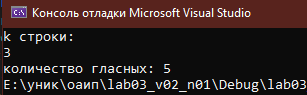 Консоль отладки Microsoft Visual Studio
k строки:
3
количество гласных: 5
E:\уник\оаип\lab03_v02_n01\Debug\lab03